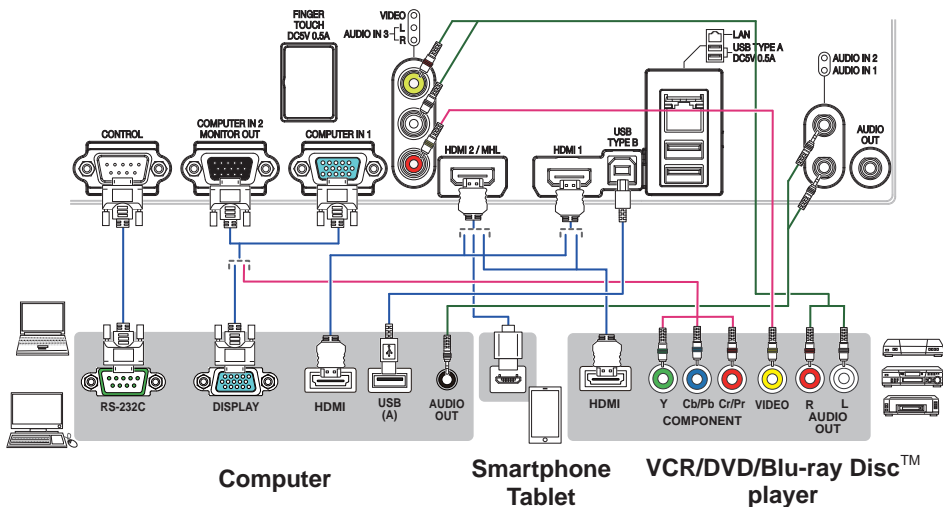 FINGER
TOUCH
DC5V 0.5A
VIDEO
AUDIO IN 3
L
R
LAN
USB TYPE A
DC5V 0.5A
AUDIO IN 2
AUDIO IN 1
CONTROL
COMPUTER IN 2
MONITOR OUT
COMPUTER IN 1
HDMI 2 / MHL
HDMI 1
USB
TYPE B
AUDIO
OUT
RS-232C
DISPLAY
HDMI
USB
(A)
AUDIO
OUT
HDMI
Y
Cb/Pb
Cr/Pr
COMPONENT
VIDEO
R
L
AUDIO
OUT
Computer
Smartphone
Tablet
VCR/DVD/Blu-ray Disc™
player